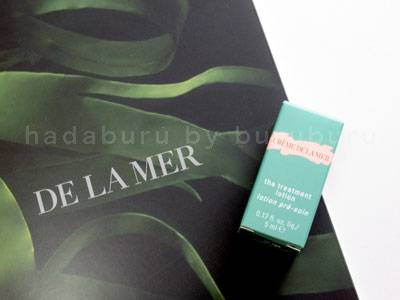 hadaburu by buruburu
DE LA MER
CRÈME DE LA MER
the treatment
lotion
lotion pré-soin
0.17 fl. oz. liq./
5 ml ℮